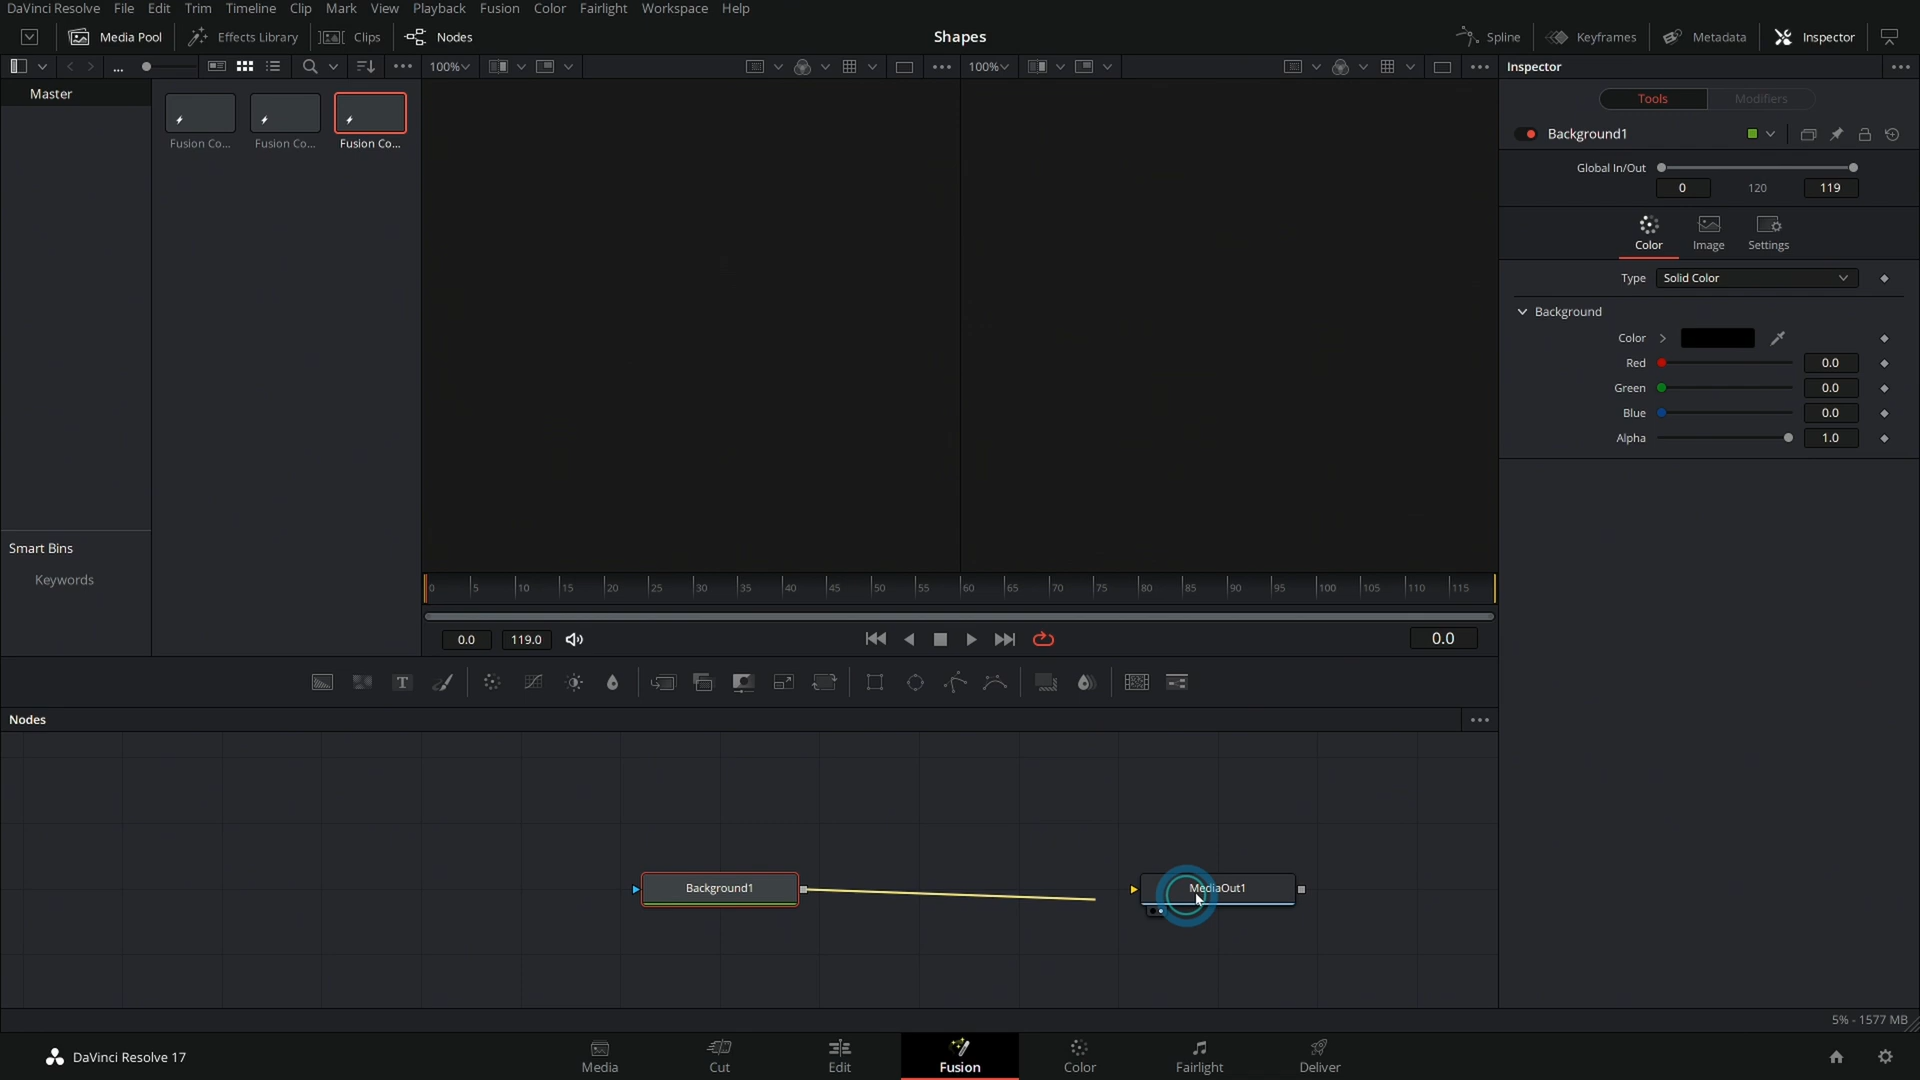 DaVinci Resolve File Edit Trim Timeline Clip Mark View Playback Fusion Color Fairlight Workspace Help
Media Pool Effects Library Clips Nodes Shapes Spline Keyframes Metadata Inspector
... 100% 100% Inspector
Master
Fusion Co... Fusion Co... Fusion Co...
Tools Modifiers
Background1
Global In/Out
0 120 119
Color Image Settings
Type Solid Color
Background
Color
Red 0.0
Green 0.0
Blue 0.0
Alpha 1.0
Smart Bins
Keywords
0 5 10 15 20 25 30 35 40 45 50 55 60 65 70 75 80 85 90 95 100 105 110 115
0.0 119.0 0.0
T
Nodes
Background1 MediaOut1
5% - 1577 MB
DaVinci Resolve 17 Media Cut Edit Fusion Color Fairlight Deliver